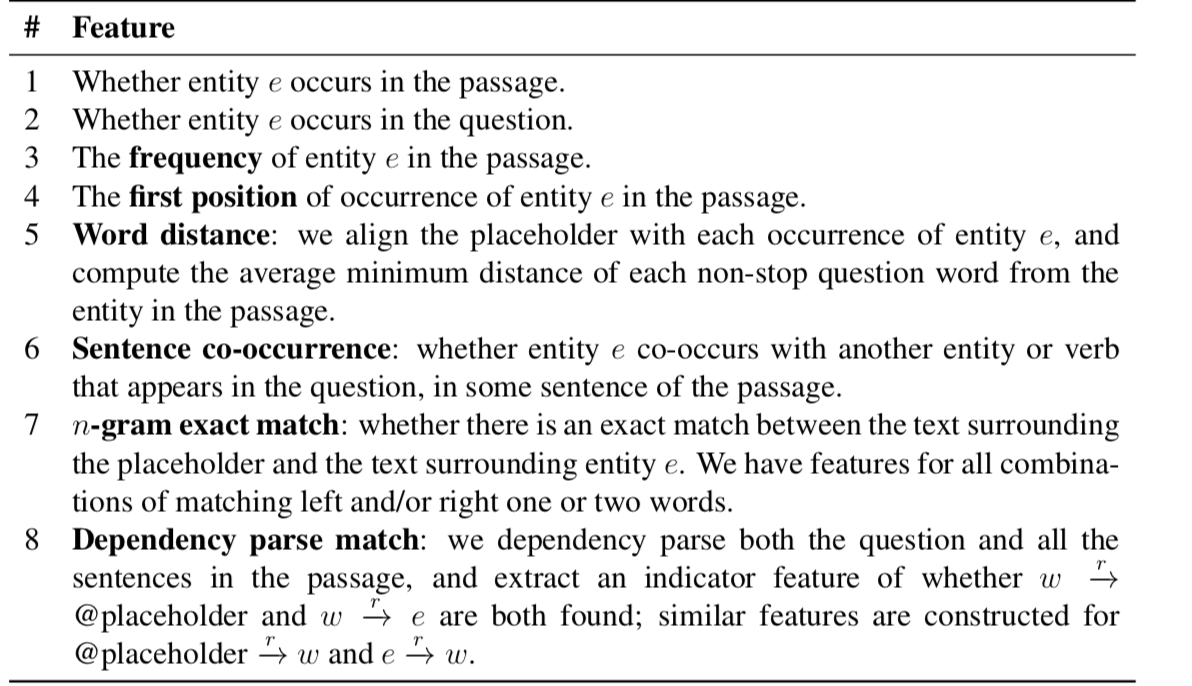 # Feature
1 Whether entity e occurs in the passage.
2 Whether entity e occurs in the question.
3 The frequency of entity e in the passage.
4 The first position of occurrence of entity e in the passage.
5 Word distance: we align the placeholder with each occurrence of entity e, and
compute the average minimum distance of each non-stop question word from the
entity in the passage.
6 Sentence co-occurrence: whether entity e co-occurs with another entity or verb
that appears in the question, in some sentence of the passage.
7 n-gram exact match: whether there is an exact match between the text surrounding
the placeholder and the text surrounding entity e. We have features for all combina-
tions of matching left and/or right one or two words.
8 Dependency parse match: we dependency parse both the question and all the
sentences in the passage, and extract an indicator feature of whether w \xrightarrow{r}
@placeholder and w \xrightarrow{r} e are both found; similar features are constructed for
@placeholder \xrightarrow{r} w and e \xrightarrow{r} w.